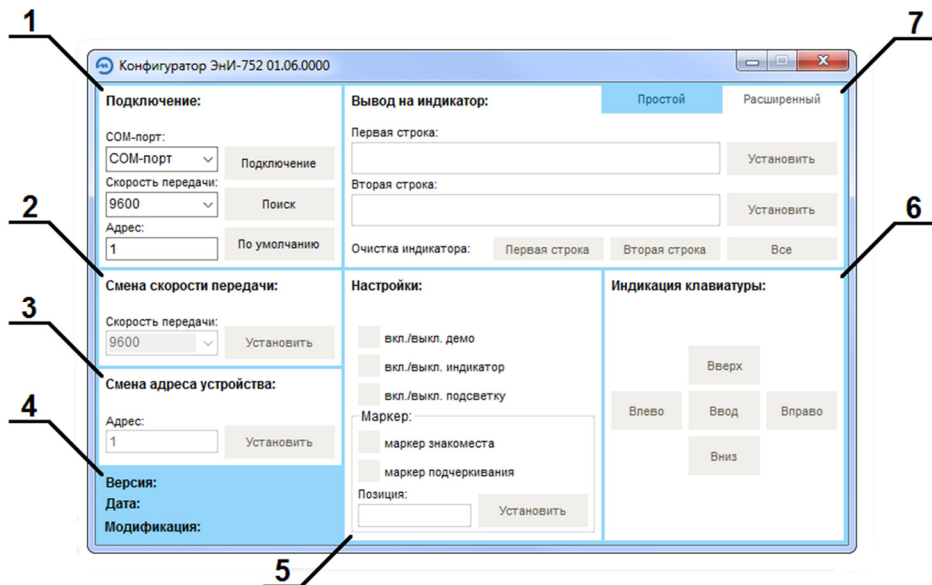 1
7
Конфигуратор ЭнИ-752 01.06.0000
Подключение:
COM-порт:
COM-порт
Подключение
Скорость передачи:
9600
Поиск
Адрес:
1
По умолчанию
Вывод на индикатор:
Простой
Расширенный
Первая строка:
Установить
Вторая строка:
Установить
Очистка индикатора:
Первая строка
Вторая строка
Все
2
6
Смена скорости передачи:
Скорость передачи:
9600
Установить
3
Смена адреса устройства:
Адрес:
1
Установить
4
Версия:
Дата:
Модификация:
Настройки:
вкл./выкл. демо
вкл./выкл. индикатор
вкл./выкл. подсветку
Маркер:
маркер знакоместа
маркер подчеркивания
Позиция:
Установить
5
Индикация клавиатуры:
Вверх
Влево
Ввод
Вправо
Вниз